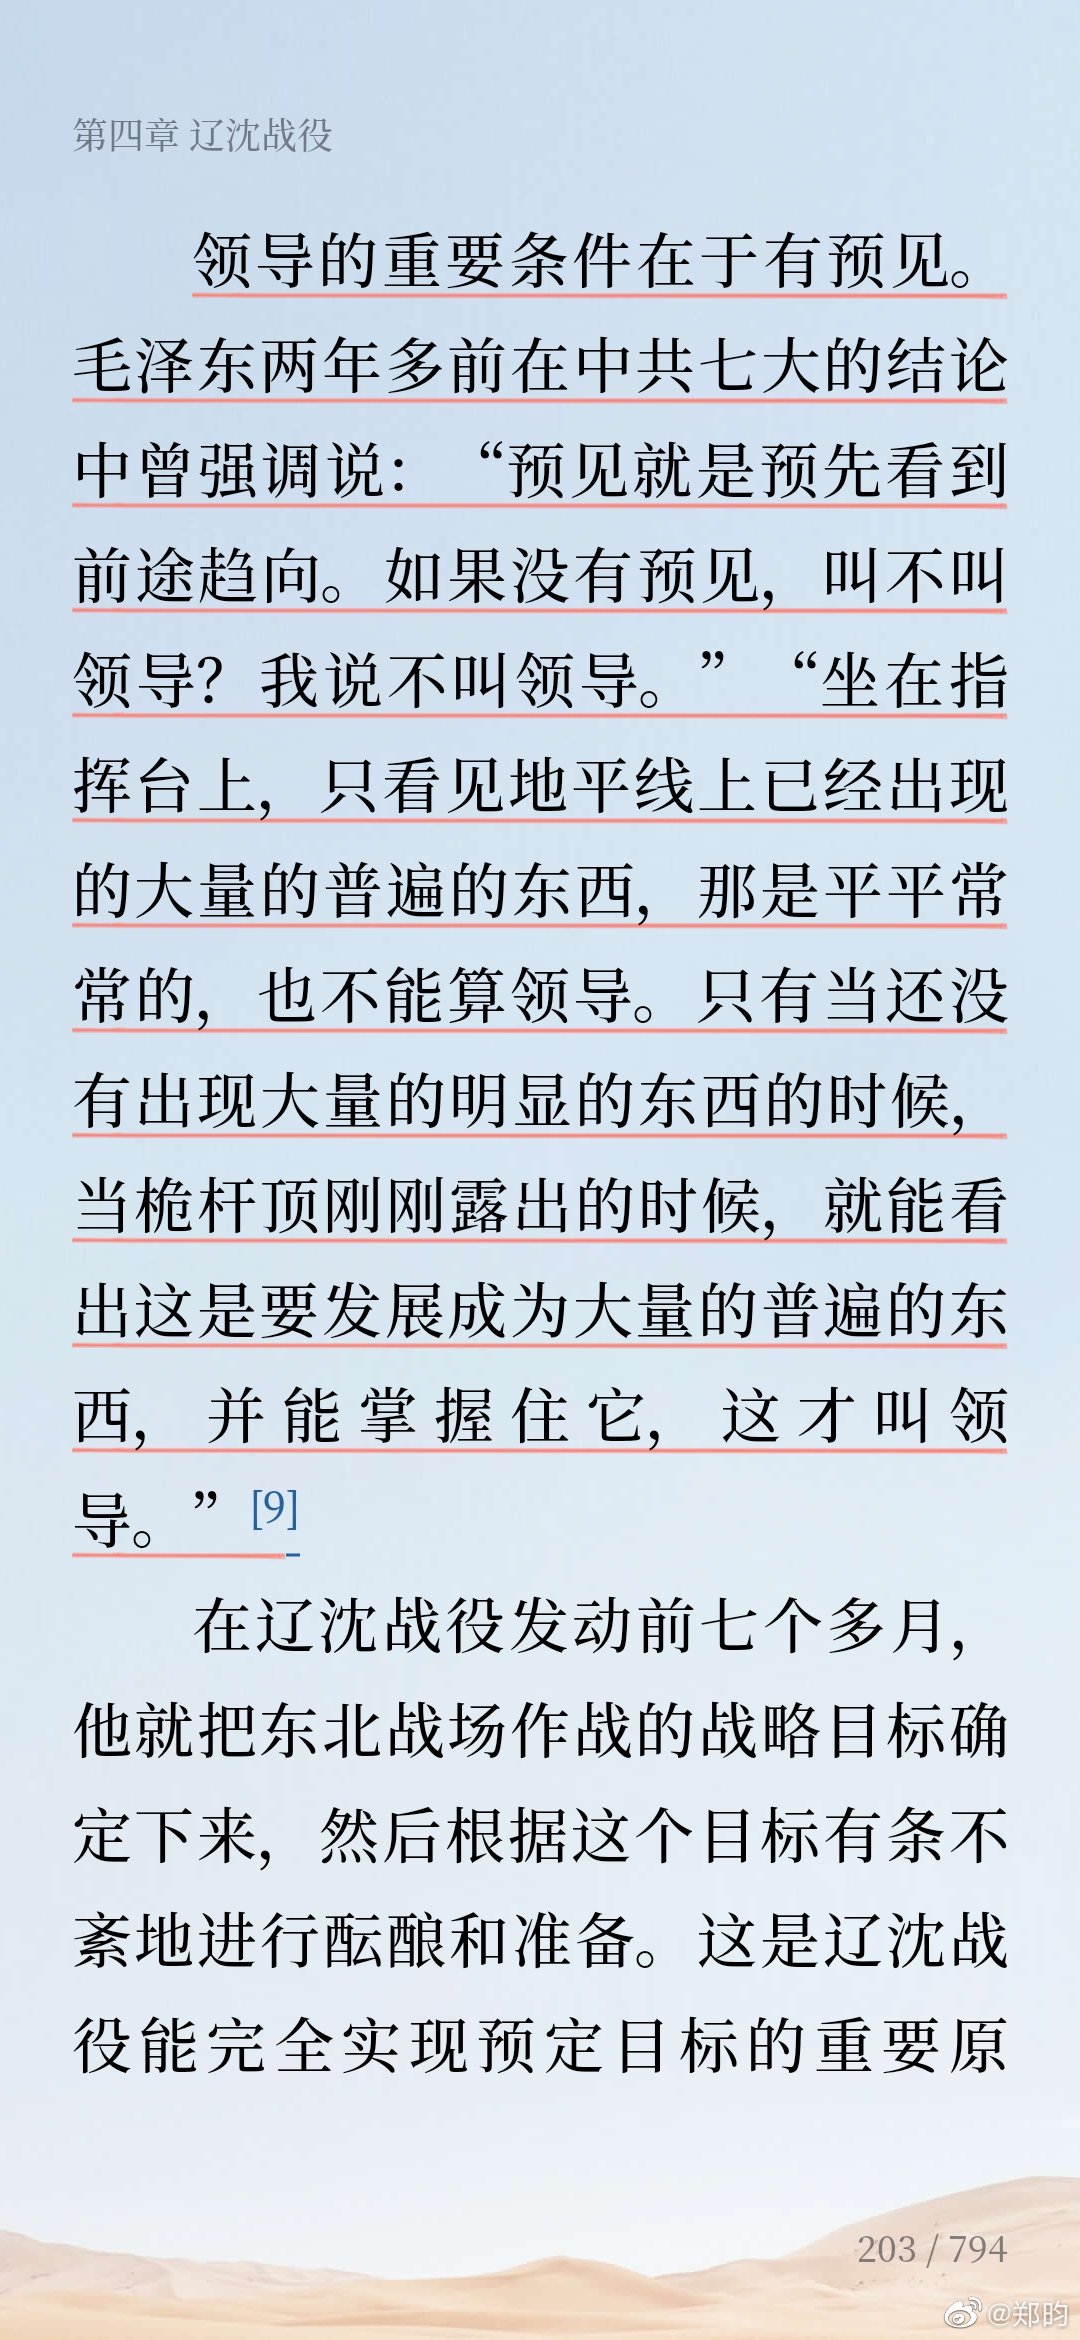 第四章 辽沈战役
领导的重要条件在于有预见。
毛泽东两年多前在中共七大的结论
中曾强调说：“预见就是预先看到
前途趋向。如果没有预见，叫不叫
领导？我说不叫领导。”“坐在指
挥台上，只看见地平线上已经出现
的大量的普遍的东西，那是平平常
常的，也不能算领导。只有当还没
有出现大量的明显的东西的时候，
当桅杆顶刚刚露出的时候，就能看
出这是要发展成为大量的普遍的东
西，并能掌握住它，这才叫领
导。”[9]
在辽沈战役发动前七个多月，
他就把东北战场作战的战略目标确
定下来，然后根据这个目标有条不
紊地进行酝酿和准备。这是辽沈战
役能完全实现预定目标的重要原
203 / 794
@郑昀